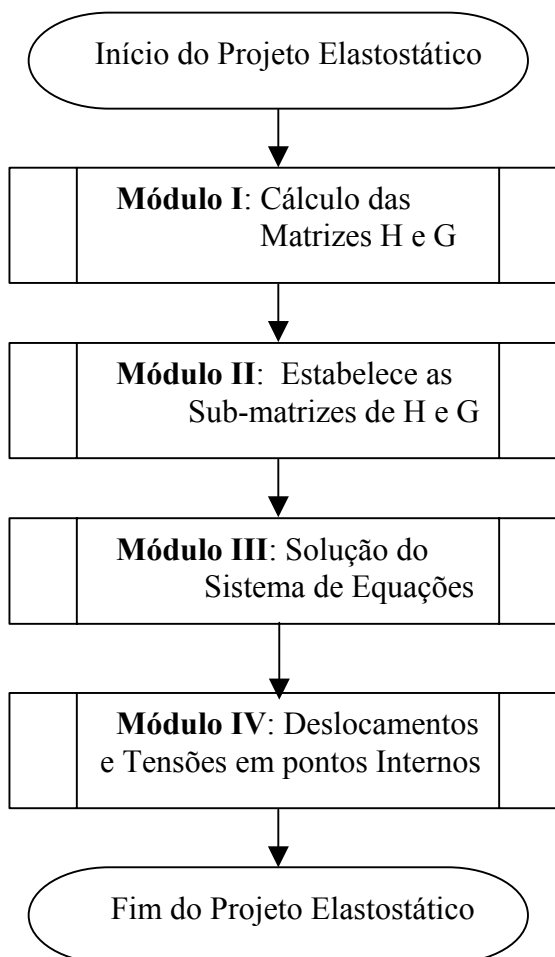 Início do Projeto Elastostático
Módulo I: Cálculo das
Matrizes H e G
Módulo II: Estabelece as
Sub-matrizes de H e G
Módulo III: Solução do
Sistema de Equações
Módulo IV: Deslocamentos
e Tensões em pontos Internos
Fim do Projeto Elastostático